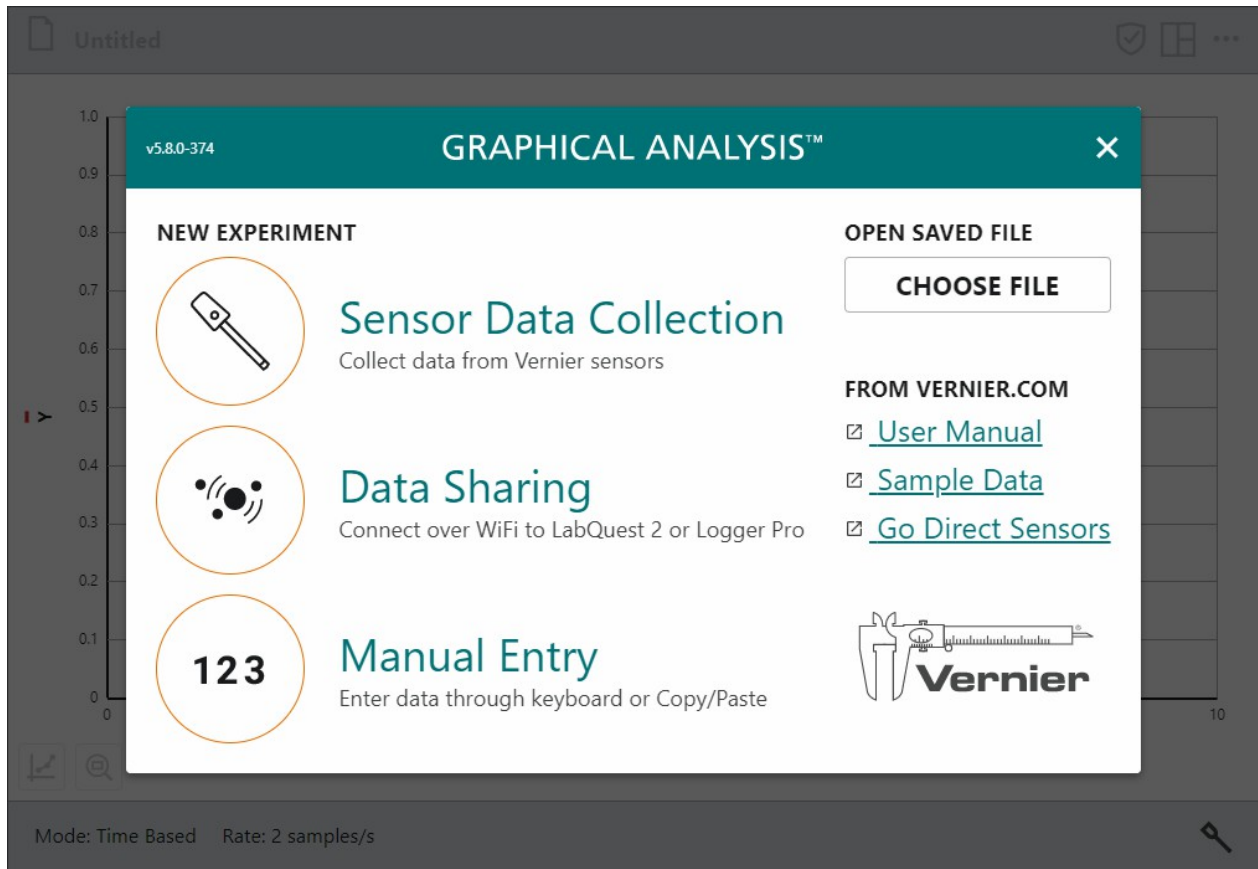 Untitled
v5.8.0-374
GRAPHICAL ANALYSIS™
NEW EXPERIMENT
Sensor Data Collection
Collect data from Vernier sensors
Data Sharing
Connect over WiFi to LabQuest 2 or Logger Pro
123
Manual Entry
Enter data through keyboard or Copy/Paste
OPEN SAVED FILE
CHOOSE FILE
FROM VERNIER.COM
User Manual
Sample Data
Go Direct Sensors
Vernier®
1.0
0.9
0.8
0.7
0.6
0.5
0.4
0.3
0.2
0.1
0
Y
0
10
Mode: Time Based Rate: 2 samples/s